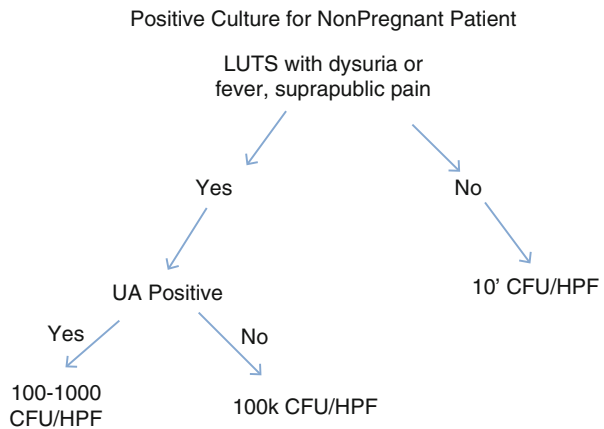 Positive Culture for NonPregnant Patient
LUTS with dysuria or
fever, suprapublic pain
Yes
No
UA Positive
10’ CFU/HPF
Yes
No
100-1000
CFU/HPF
100k CFU/HPF